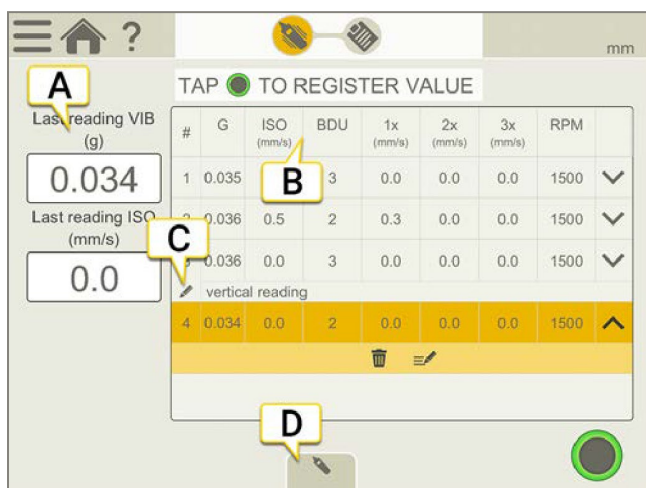 ?
mm
A
TAP TO REGISTER VALUE
Last reading VIB
(g)
0.034
Last reading ISO
(mm/s)
0.0
# G ISO (mm/s) BDU 1x (mm/s) 2x (mm/s) 3x (mm/s) RPM
B
1 0.035 3 0.0 0.0 0.0 1500
0.036 0.5 2 0.3 0.0 0.0 1500
C
0.036 0.0 3 0.0 0.0 0.0 1500
vertical reading
4 0.034 0.0 2 0.0 0.0 0.0 1500
D